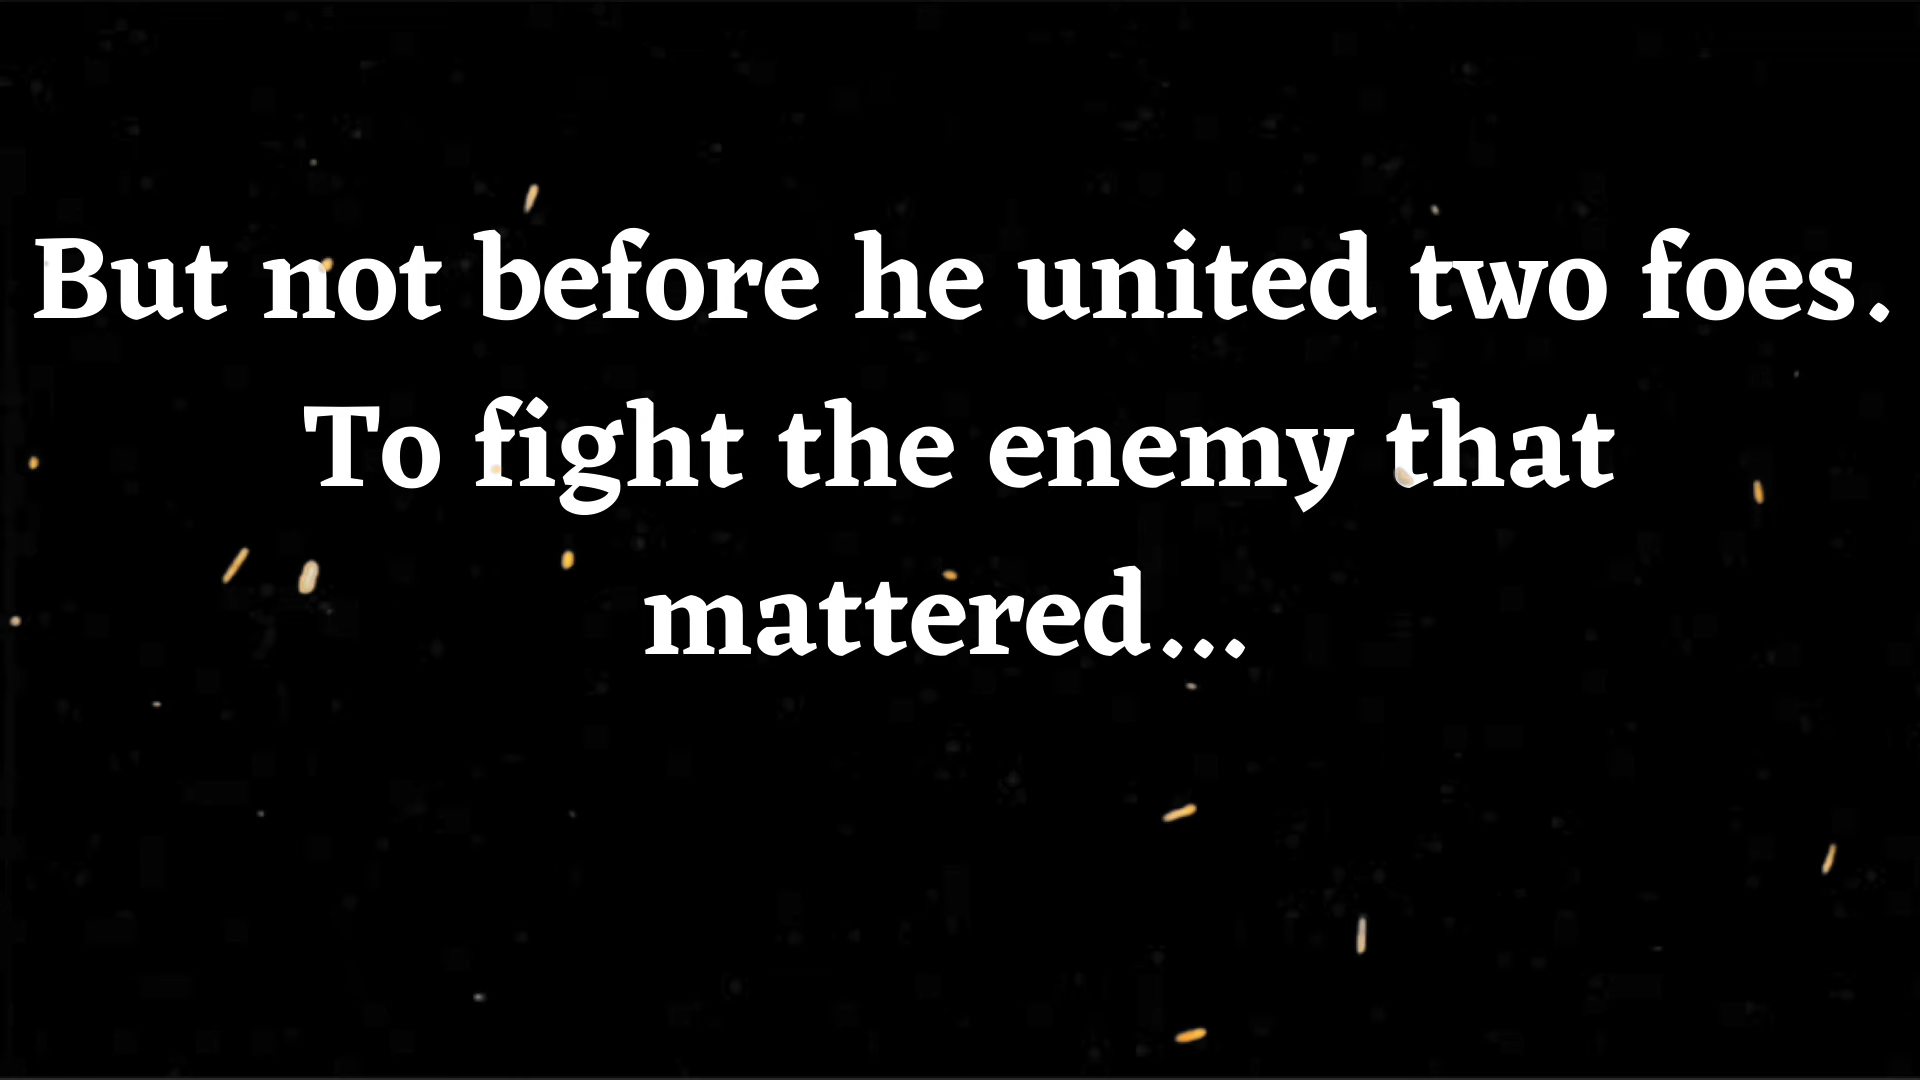 But not before he united two foes.
To fight the enemy that
mattered...